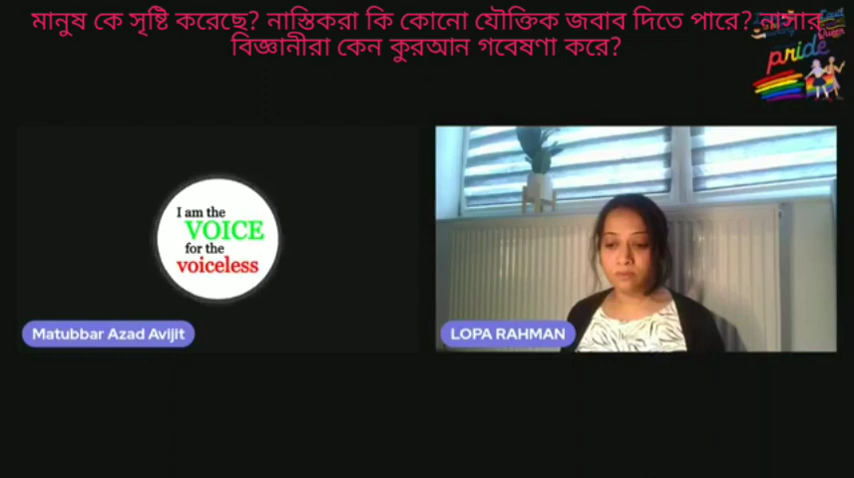 মানুষ কে সৃষ্টি করেছে? নাস্তিকরা কি কোনো যৌক্তিক জবাব দিতে পারে? নাসার
বিজ্ঞানীরা কেন কুরআন গবেষণা করে?
pride
I am the
VOICE
for the
voiceless
Matubbar Azad Avijit
LOPA RAHMAN